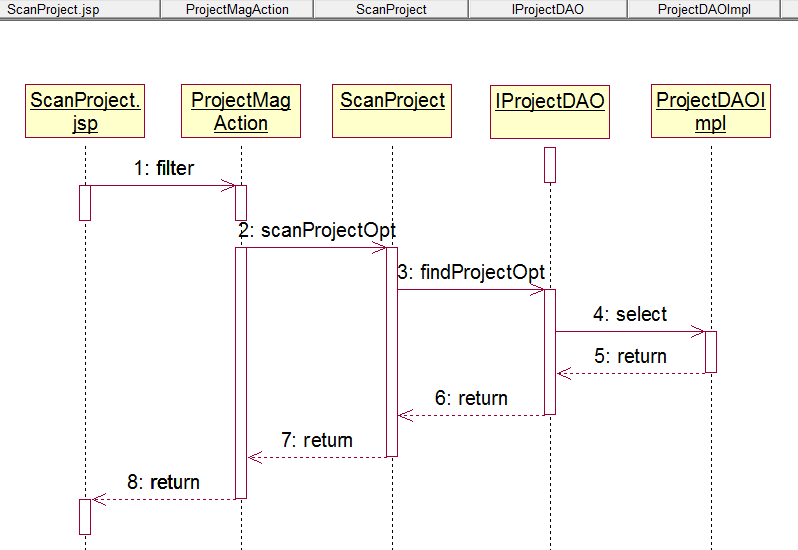 ScanProject.jsp
ProjectMagAction
ScanProject
IProjectDAO
ProjectDAOImpl
ScanProject.
jsp
ProjectMag
Action
ScanProject
IProjectDAO
ProjectDAOI
mpl
1: filter
2: scanProjectOpt
3: findProjectOpt
4: select
5: return
6: return
7: return
8: return